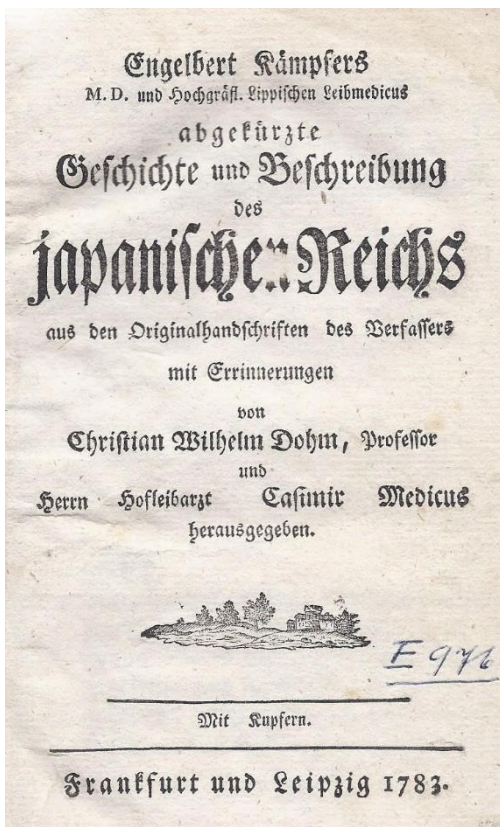 Engelbert Kämpfers
M. D. und Hochgräfl. Lippischen Leibmedicus
abgekürzte
Geschichte und Beschreibung
des
japanischen Reichs
aus den Originalhandschriften des Verfassers
mit Errinnerungen
von
Christian Wilhelm Dohm, Professor
und
Herrn Hofleibarzt Casimir Medicus
herausgegeben.
E 976
Mit Kupfern.
Frankfurt und Leipzig 1783.